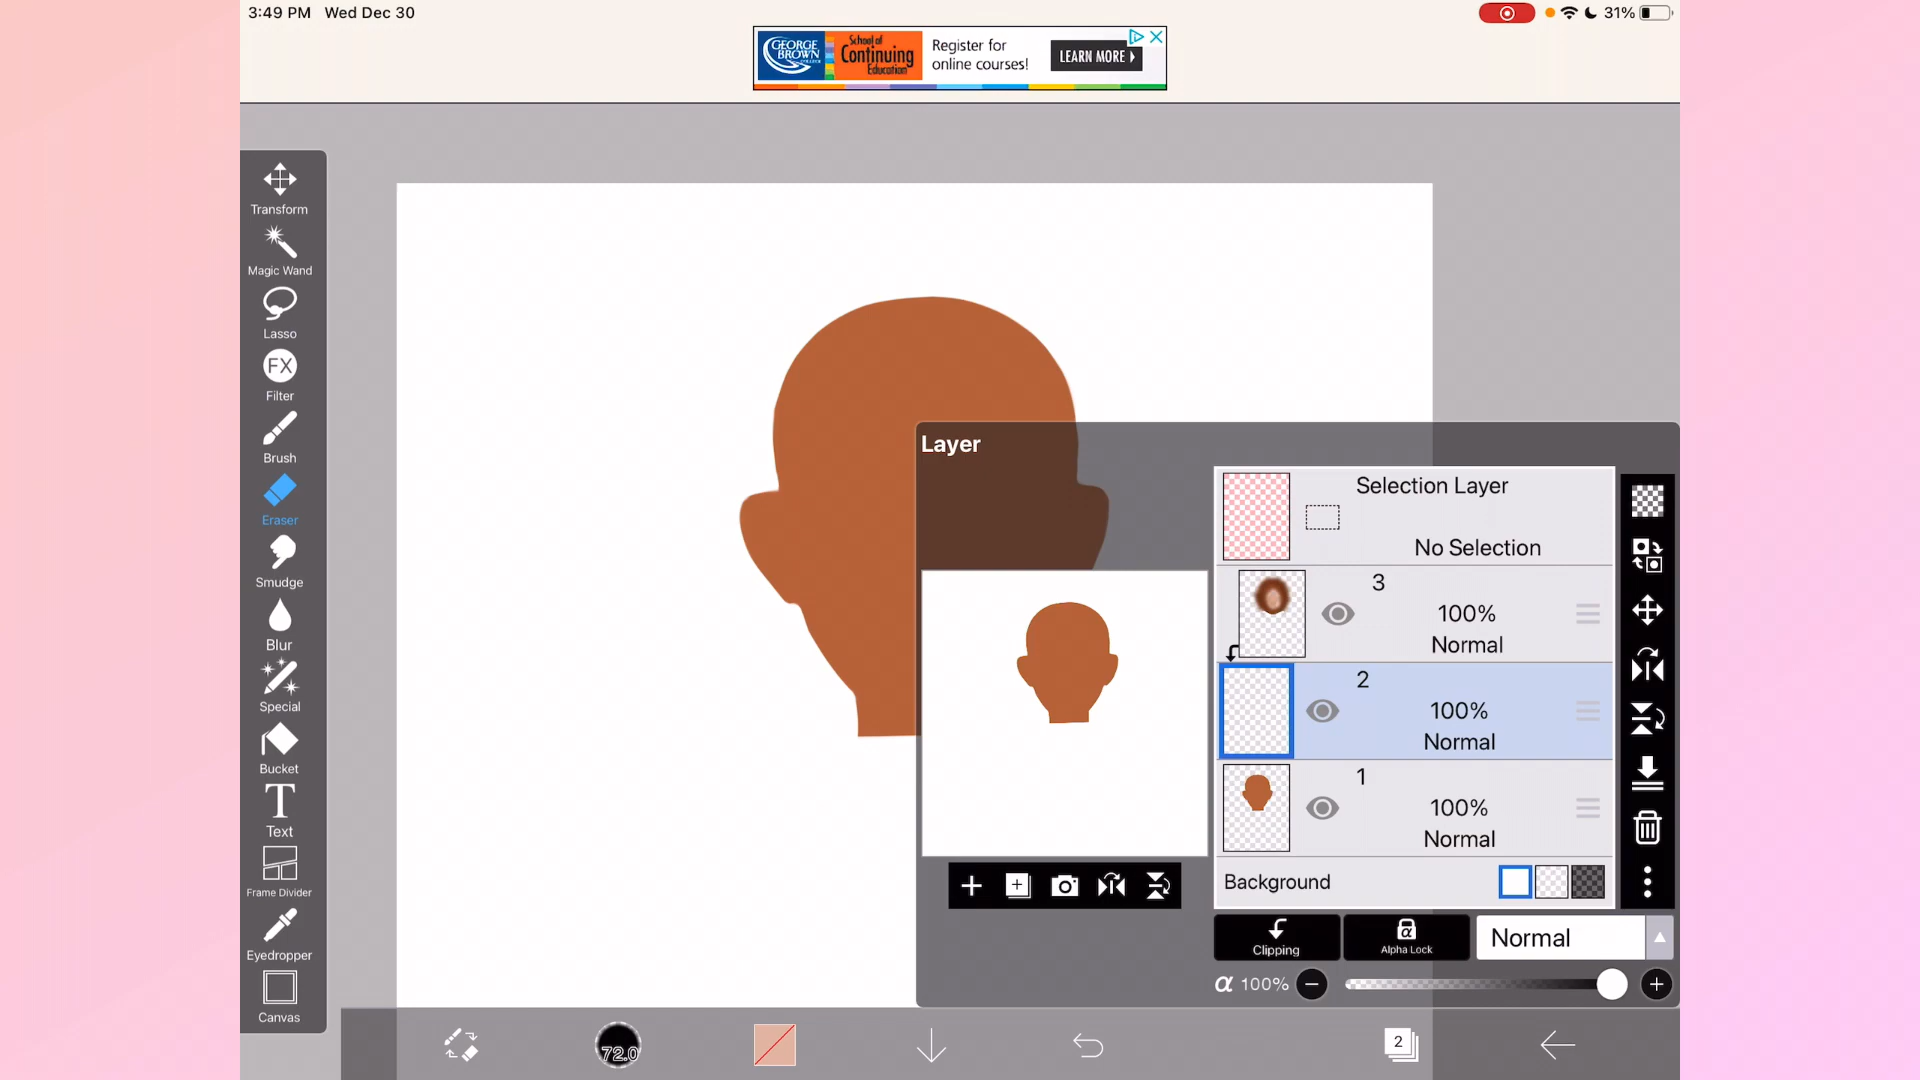 3:49 PM Wed Dec 30
31%
GEORGE BROWN COLLEGE
School of
Continuing
Education
Register for
online courses!
LEARN MORE
Transform
Magic Wand
Lasso
FX
Filter
Brush
Eraser
Smudge
Blur
Special
Bucket
T
Text
Frame Divider
Eyedropper
Canvas
Layer
Selection Layer
No Selection
3
100%
Normal
2
100%
Normal
1
100%
Normal
Background
Clipping
α
Alpha Lock
Normal
α 100%
72.0
2